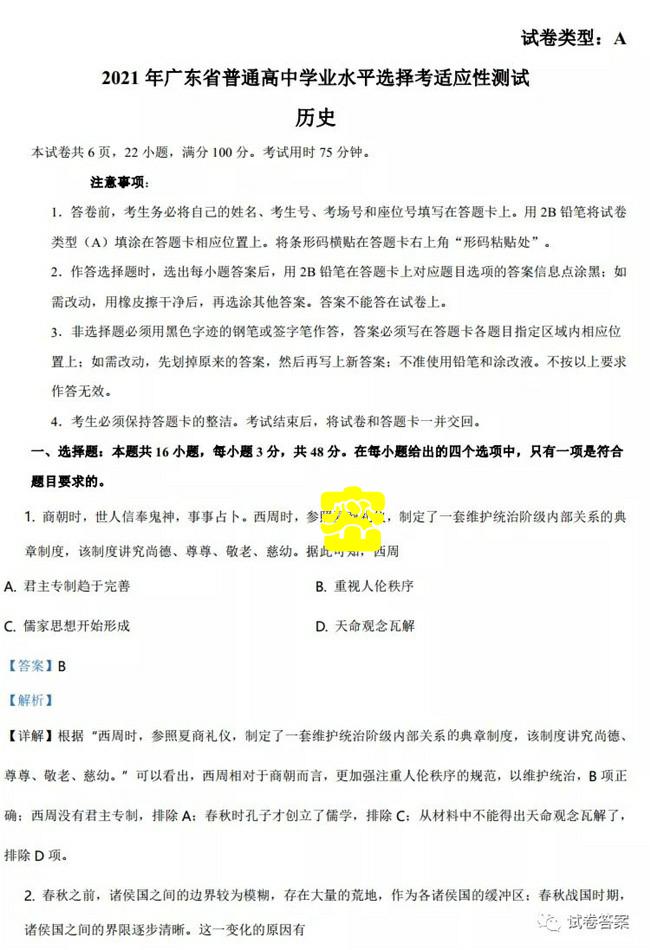 试卷类型：A
2021 年广东省普通高中学业水平选择考适应性测试
历史
本试卷共 6 页，22 小题，满分 100 分。考试用时 75 分钟。
注意事项：
1．答卷前，考生务必将自己的姓名、考生号、考场号和座位号填写在答题卡上。用 2B 铅笔将试卷
类型（A）填涂在答题卡相应位置上。将条形码横贴在答题卡右上角“形码粘贴处”。
2．作答选择题时，选出每小题答案后，用 2B 铅笔在答题卡上对应题目选项的答案信息点涂黑；如
需改动，用橡皮擦干净后，再选涂其他答案。答案不能答在试卷上。
3．非选择题必须用黑色字迹的钢笔或签字笔作答，答案必须写在答题卡各题目指定区域内相应位
置上；如需改动，先划掉原来的答案，然后再写上新答案；不准使用铅笔和涂改液。不按以上要求
作答无效。
4．考生必须保持答题卡的整洁。考试结束后，将试卷和答题卡一并交回。
一、选择题：本题共 16 小题，每小题 3 分，共 48 分。在每小题给出的四个选项中，只有一项是符合
题目要求的。
1. 商朝时，世人信奉鬼神，事事占卜。西周时，参，制定了一套维护统治阶级内部关系的典
章制度，该制度讲究尚德、尊尊、敬老、慈幼。据此可知，西周
A. 君主专制趋于完善 B. 重视人伦秩序
C. 儒家思想开始形成 D. 天命观念瓦解
【答案】B
【解析】
【详解】根据“西周时，参照夏商礼仪，制定了一套维护统治阶级内部关系的典章制度，该制度讲究尚德、
尊尊、敬老、慈幼。”可以看出，西周相对于商朝而言，更加强注重人伦秩序的规范，以维护统治，B 项正
确；西周没有君主专制，排除 A；春秋时孔子才创立了儒学，排除 C；从材料中不能得出天命观念瓦解了，
排除 D 项。
2. 春秋之前，诸侯国之间的边界较为模糊，存在大量的荒地，作为各诸侯国的缓冲区；春秋战国时期，
诸侯国之间的界限逐步清晰。这一变化的原因有
试卷答案